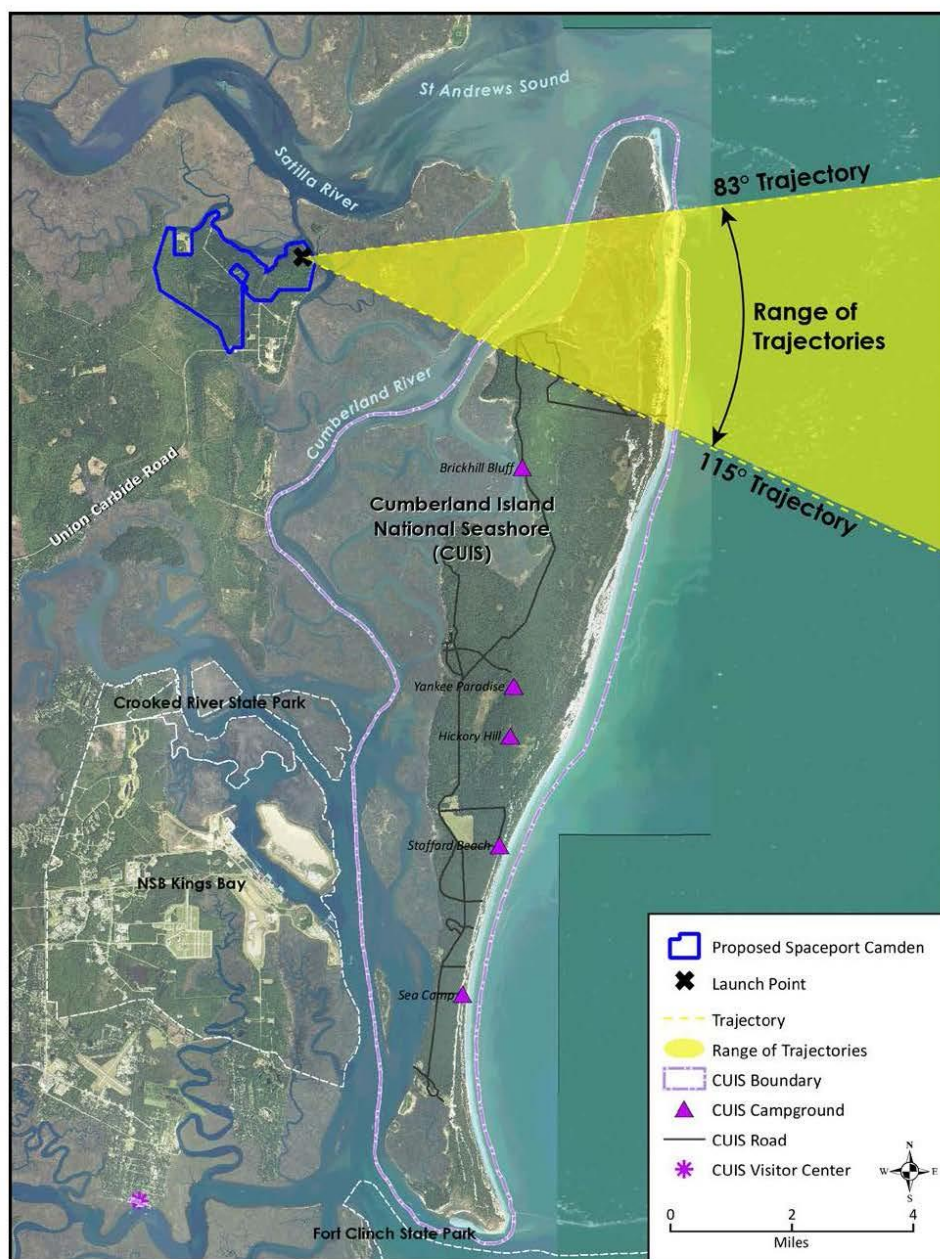 St Andrews Sound
Satilla River
83° Trajectory
Range of
Trajectories
115° Trajectory
Cumberland River
Union Carbide Road
Brickhill Bluff
Cumberland Island
National Seashore
(CUIS)
Yankee Paradise
Crooked River State Park
Hickory Hill
Stafford Beach
NSB Kings Bay
Sea Camp
Fort Clinch State Park
Proposed Spaceport Camden
Launch Point
Trajectory
Range of Trajectories
CUIS Boundary
CUIS Campground
CUIS Road
CUIS Visitor Center
N
W E
S
0 2 4
Miles